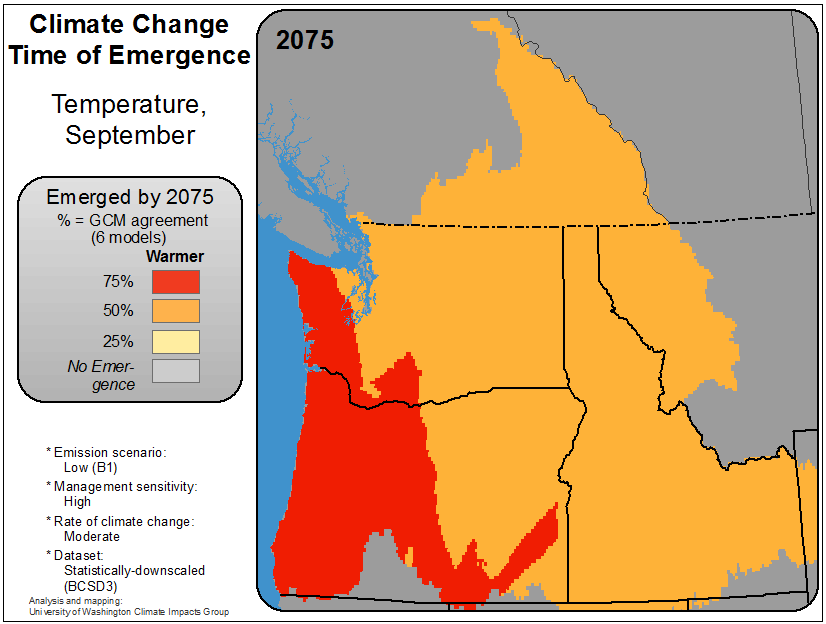 Climate Change
Time of Emergence
Temperature,
September
Emerged by 2075
% = GCM agreement
(6 models)
Warmer
75%
50%
25%
No Emer-
gence
* Emission scenario:
Low (B1)
* Management sensitivity:
High
* Rate of climate change:
Moderate
* Dataset:
Statistically-downscaled
(BCSD3)
Analysis and mapping:
University of Washington Climate Impacts Group
2075